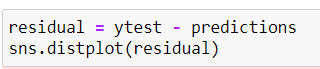 residual = ytest - predictions
sns.distplot(residual)